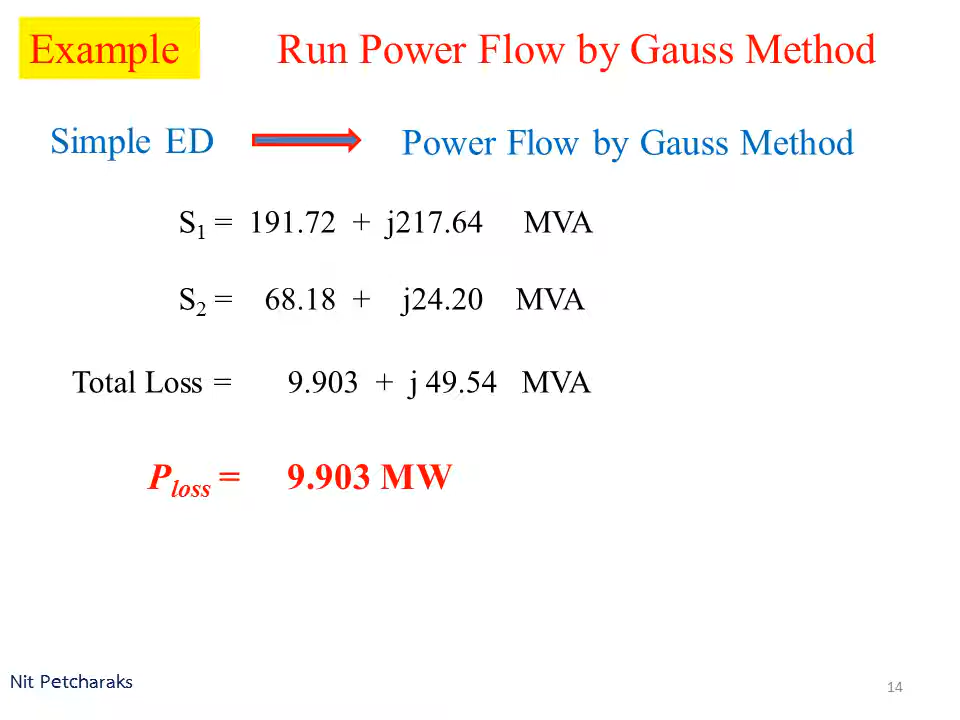 Example Run Power Flow by Gauss Method
Simple ED Power Flow by Gauss Method
S1 = 191.72 + j217.64 MVA
S2 = 68.18 + j24.20 MVA
Total Loss = 9.903 + j 49.54 MVA
Ploss = 9.903 MW
Nit Petcharaks 14